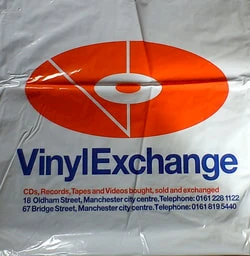 VinylExchange
CDs, Records, Tapes and Videos bought, sold and exchanged
18 Oldham Street, Manchester city centre. Telephone: 0161 228 1122
67 Bridge Street, Manchester city centre. Telephone: 0161 819 5440